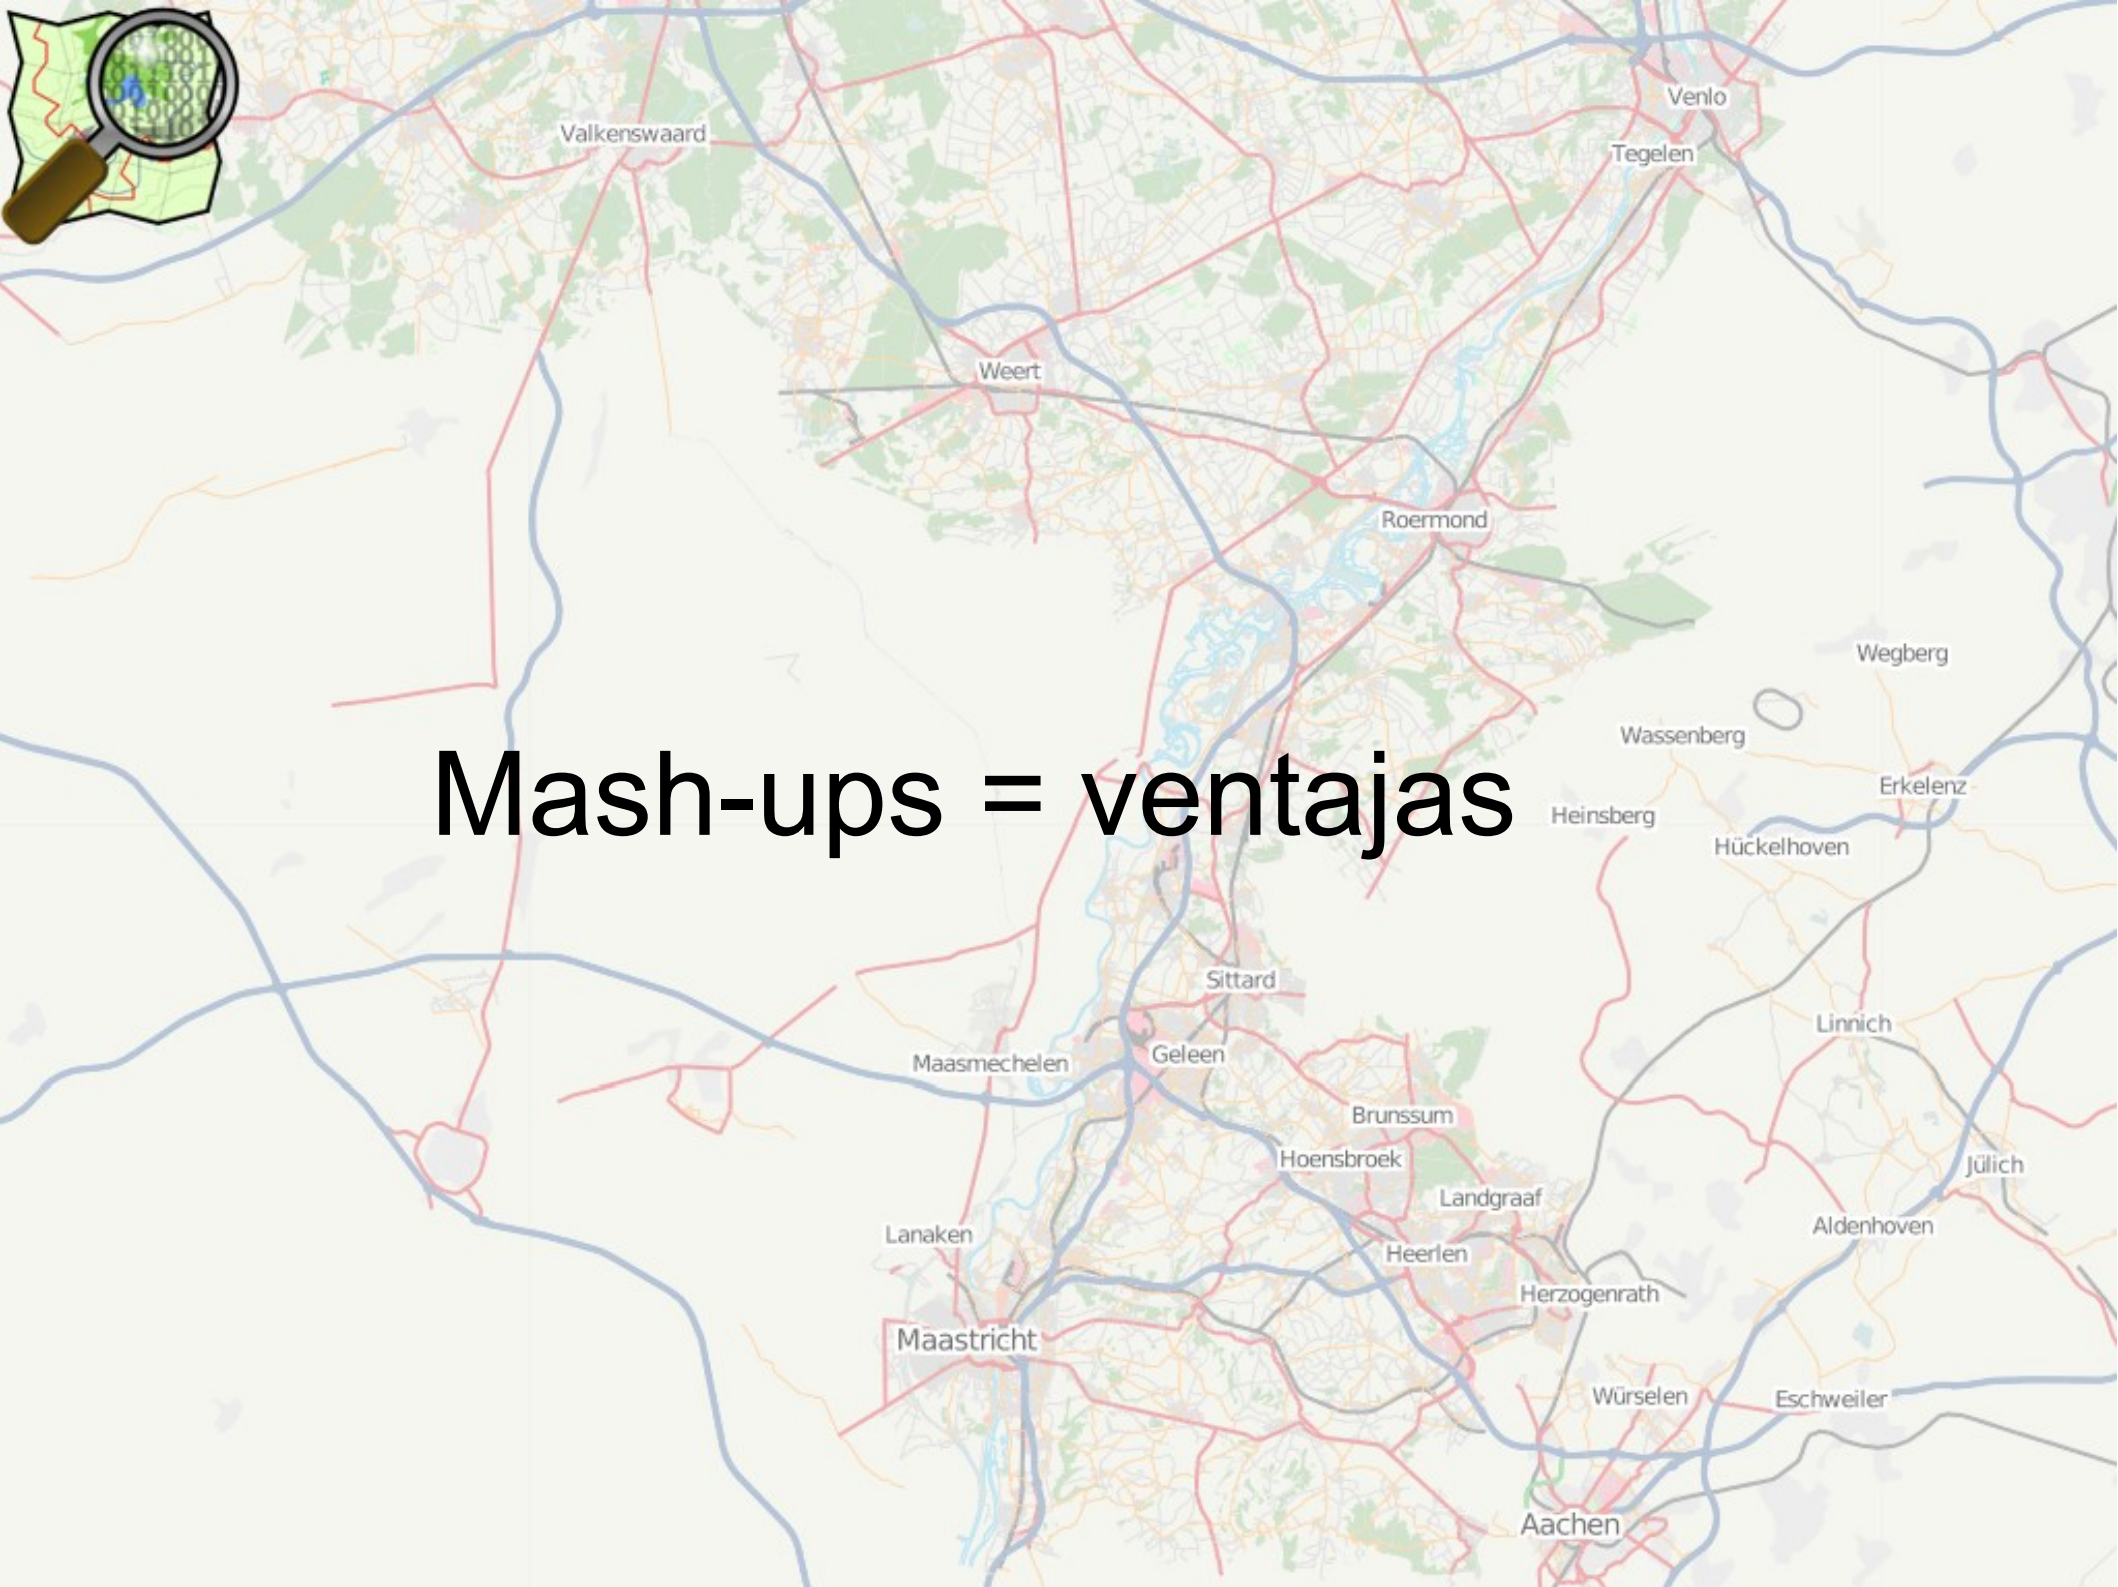 Venlo
Valkenswaard
Tegelen
Weert
Roermond
Wegberg
Wassenberg
Mash-ups = ventajas
Erkelenz
Heinsberg
Hückelhoven
Sittard
Linnich
Geleen
Maasmechelen
Brunssum
Hoensbroek
Jülich
Landgraaf
Aldenhoven
Lanaken
Heerlen
Herzogenrath
Maastricht
Würselen
Eschweiler
Aachen